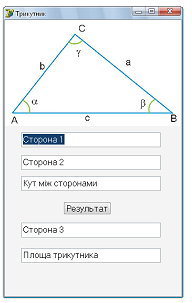 Трикутник
C
γ
b
a
α
β
A
c
B
Сторона 1
Сторона 2
Кут між сторонами
Результат
Сторона 3
Площа трикутника